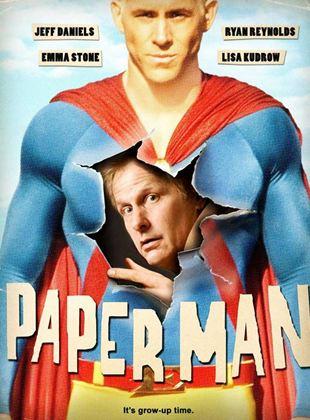 JEFF DANIELS RYAN REYNOLDS
EMMA STONE LISA KUDROW
PAPER MAN
It's grow-up time.